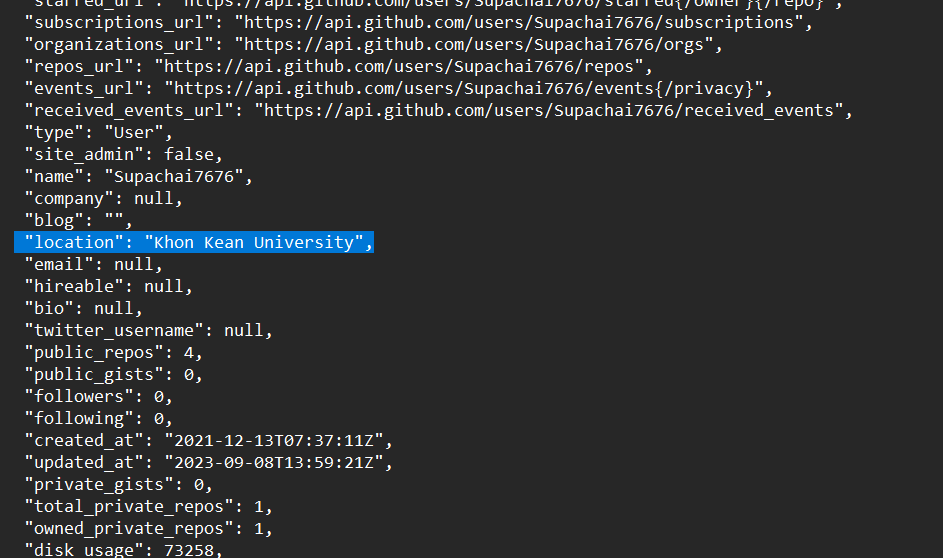 "starred_url": "https://api.github.com/users/Supachai7676/starred{/owner}{/repo}",
"subscriptions_url": "https://api.github.com/users/Supachai7676/subscriptions",
"organizations_url": "https://api.github.com/users/Supachai7676/orgs",
"repos_url": "https://api.github.com/users/Supachai7676/repos",
"events_url": "https://api.github.com/users/Supachai7676/events{/privacy}",
"received_events_url": "https://api.github.com/users/Supachai7676/received_events",
"type": "User",
"site_admin": false,
"name": "Supachai7676",
"company": null,
"blog": "",
"location": "Khon Kean University",
"email": null,
"hireable": null,
"bio": null,
"twitter_username": null,
"public_repos": 4,
"public_gists": 0,
"followers": 0,
"following": 0,
"created_at": "2021-12-13T07:37:11Z",
"updated_at": "2023-09-08T13:59:21Z",
"private_gists": 0,
"total_private_repos": 1,
"owned_private_repos": 1,
"disk_usage": 73258,